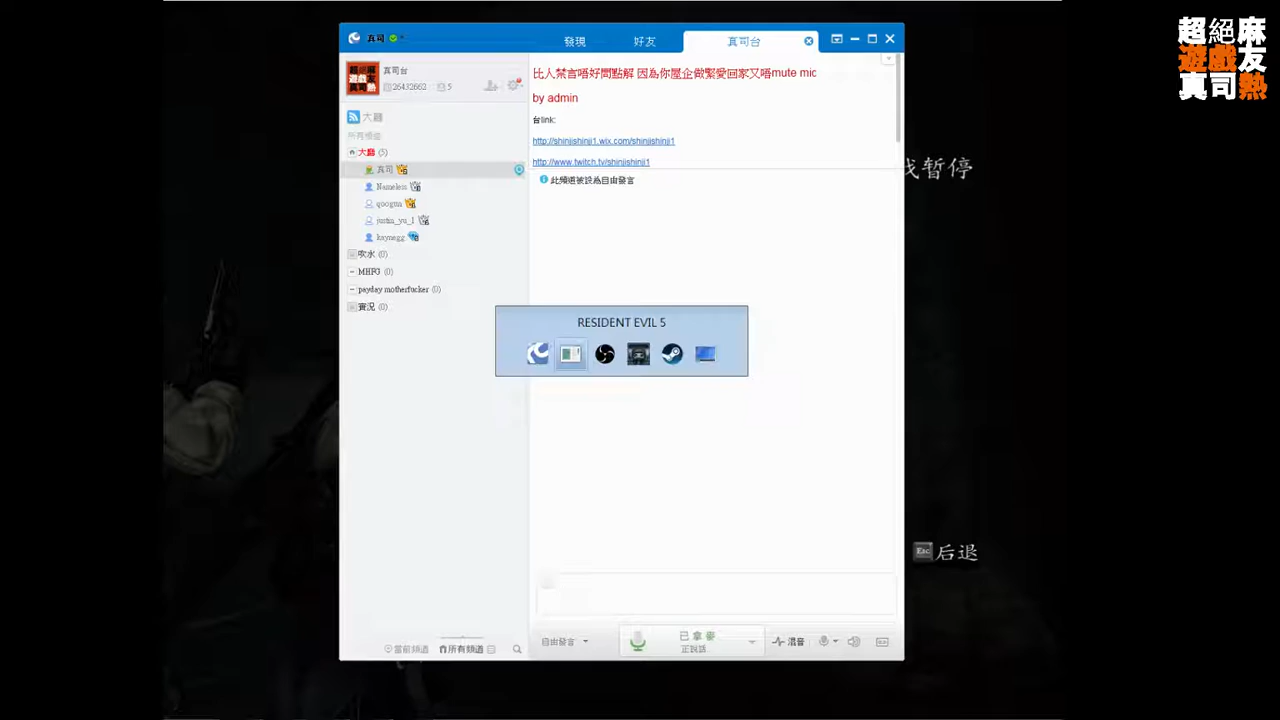 真司
發現
好友
真司台
超絕麻
遊戲友
真司熱
真司台
26432662
5
大廳
所有頻道
大廳 (5)
真司
Nameless
qoogua
justin_yu_1
kaynegg
吹水 (0)
MHFG (0)
payday motherfucker (0)
實況 (0)
當前頻道
所有頻道
比人禁言唔好問點解 因為你屋企做緊愛回家又唔mute mic
by admin
台link:
http://shinjishinji1.wix.com/shinjishinji1
http://www.twitch.tv/shinjishinji1
此頻道被設為自由發言
RESIDENT EVIL 5
自由發言
已拿麥
正說話
混音
暂停
Esc后退